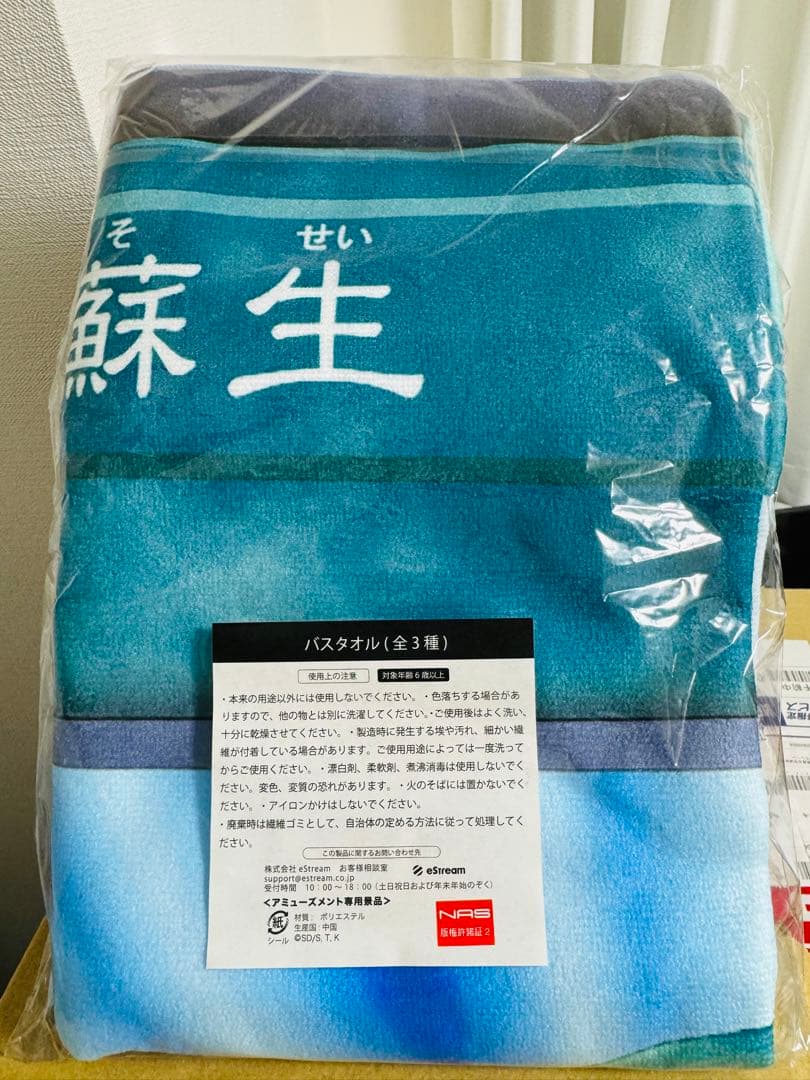 そ せい
蘇生
バスタオル(全3種)
使用上の注意 対象年齢6歳以上
・本来の用途以外には使用しないでください。・色落ちする場合があ
りますので、他の物とは別に洗濯してください。・ご使用後はよく洗い、
十分に乾燥させてください。・製造時に発生する埃や汚れ、細かい繊
維が付着している場合があります。ご使用用途によっては一度洗って
からご使用ください。・漂白剤、柔軟剤、煮沸消毒は使用しないでくだ
さい。変色、変質の恐れがあります。・火のそばには置かないでくだ
さい。・アイロンかけはしないでください。
・廃棄時は繊維ゴミとして、自治体の定める方法に従って処理してく
ださい。
この製品に関するお問い合わせ先
株式会社 eStream お客様相談室
support@estream.co.jp
eStream
受付時間 10:00〜18:00(土日祝日および年末年始のぞく)
<アミューズメント専用景品>
紙
シール
材質: ポリエステル
生産国:中国
©SD/S, T, K
NAS
版権許諾証2